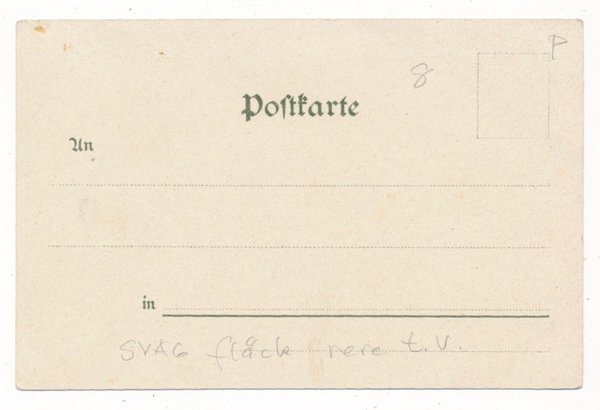 P
8
Postkarte
An
in
SVAG fläck nere t.v.